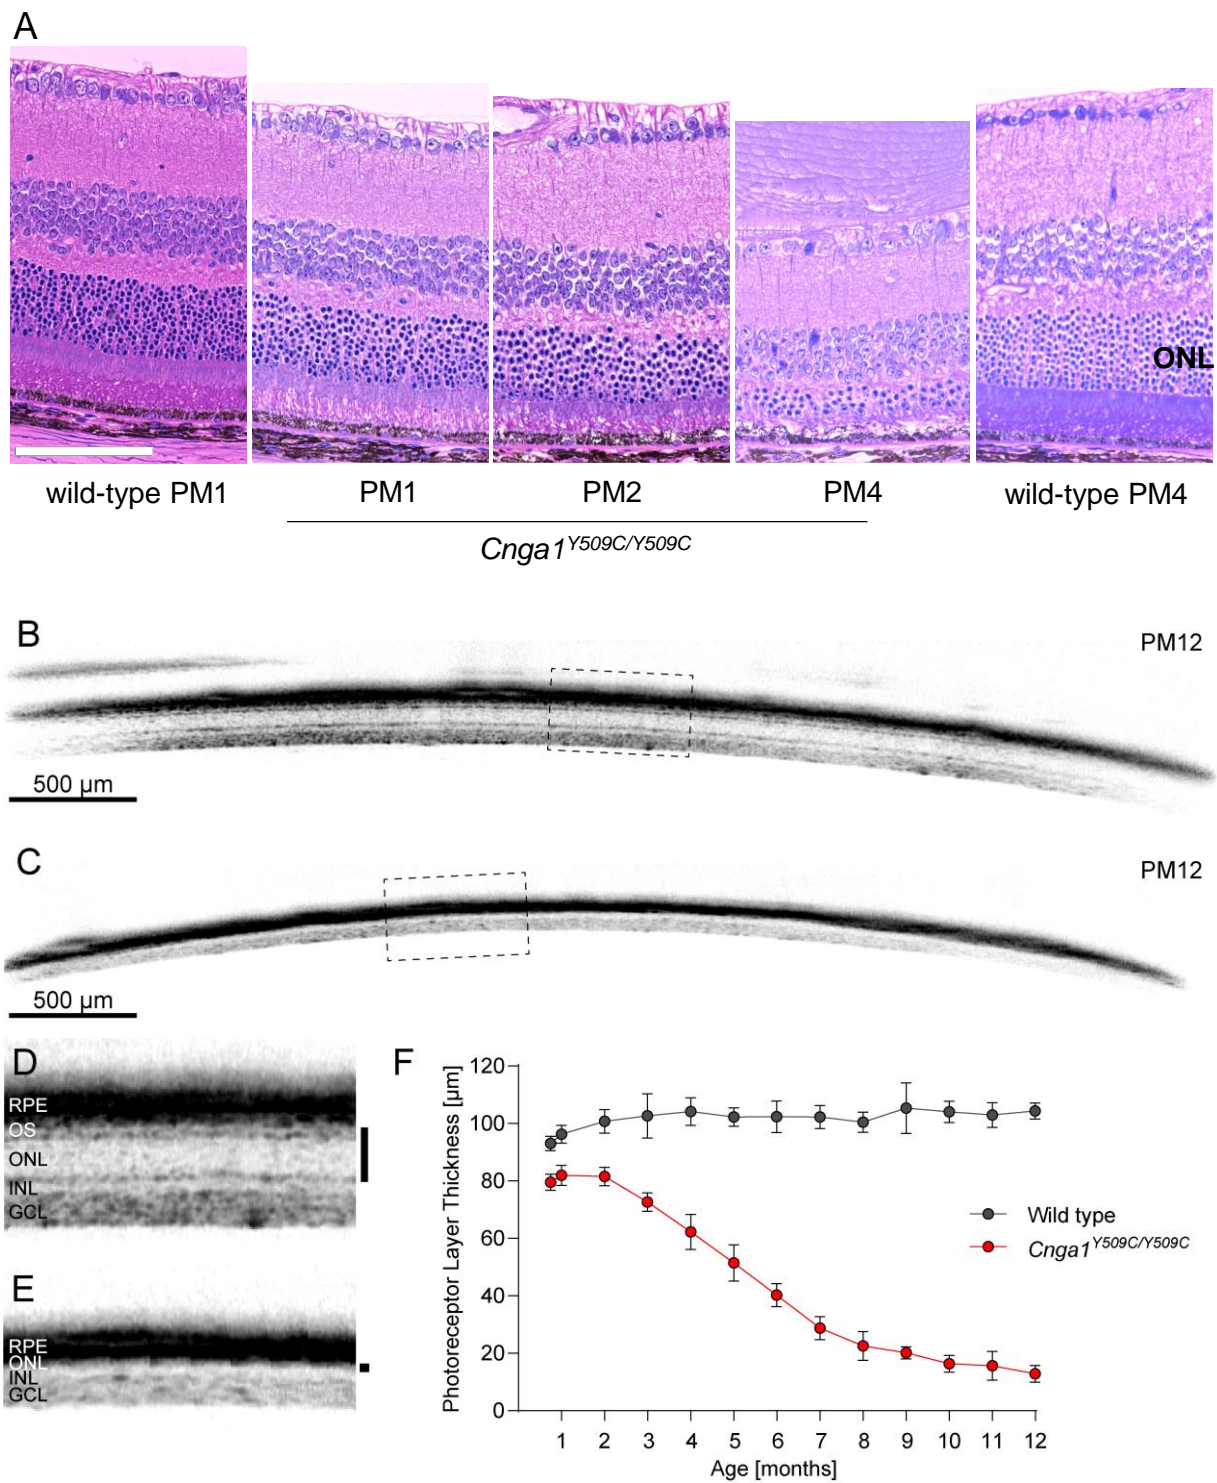 A
ONL
wild-type PM1
PM1
PM2
PM4
wild-type PM4
Cnga1Y509C/Y509C
B
PM12
500 µm
C
PM12
500 µm
D
RPE
OS
ONL
INL
GCL
E
RPE
ONL
INL
GCL
F
Photoreceptor Layer Thickness [µm]
120
100
80
60
40
20
0
1 2 3 4 5 6 7 8 9 10 11 12
Age [months]
Wild type
Cnga1Y509C/Y509C